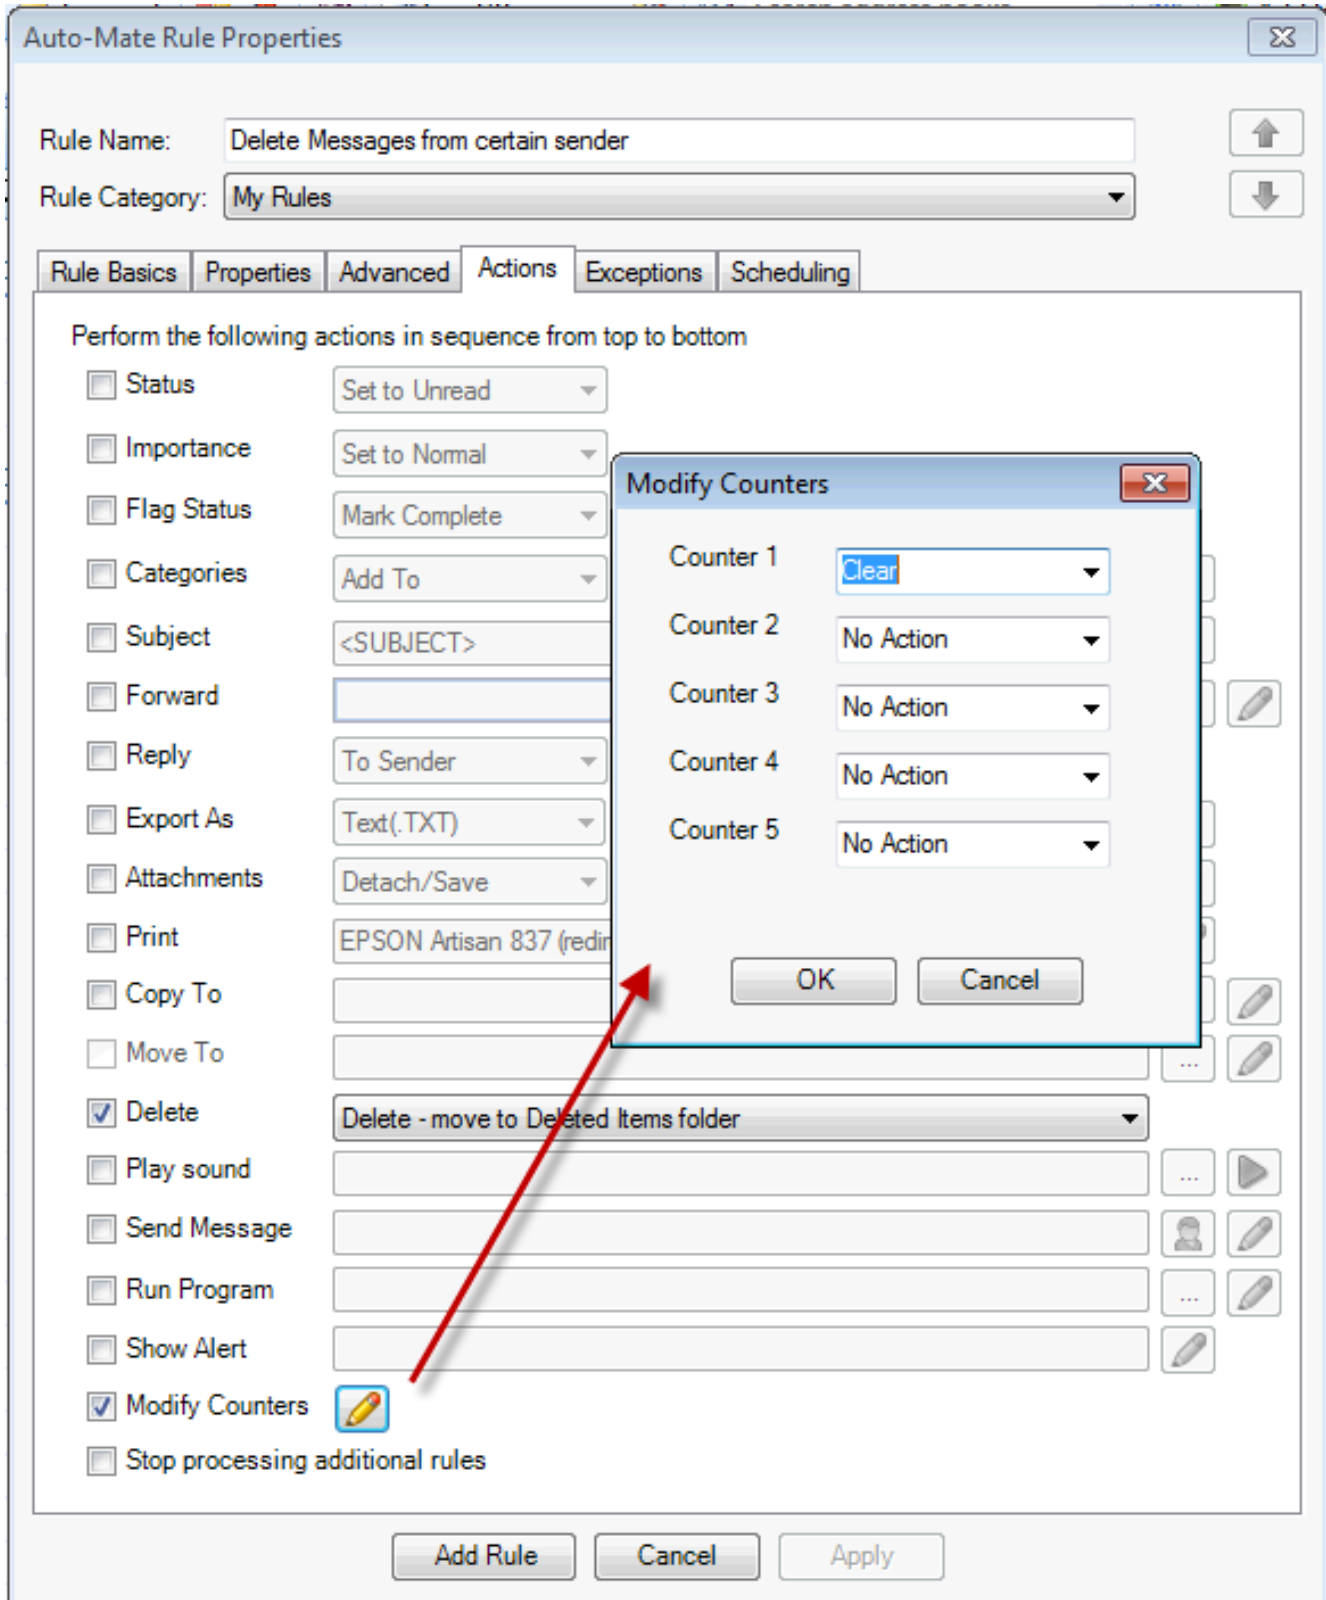 Auto-Mate Rule Properties
Rule Name: Delete Messages from certain sender
Rule Category: My Rules
Rule Basics Properties Advanced Actions Exceptions Scheduling
Perform the following actions in sequence from top to bottom
Status Set to Unread
Importance Set to Normal
Flag Status Mark Complete
Categories Add To
Subject <SUBJECT>
Forward
Reply To Sender
Export As Text(.TXT)
Attachments Detach/Save
Print EPSON Artisan 837 (redir
Copy To
Move To ...
Delete Delete - move to Deleted Items folder
Play sound ...
Send Message
Run Program ...
Show Alert
Modify Counters
Stop processing additional rules
Add Rule Cancel Apply
Modify Counters
Counter 1 Clear
Counter 2 No Action
Counter 3 No Action
Counter 4 No Action
Counter 5 No Action
OK Cancel